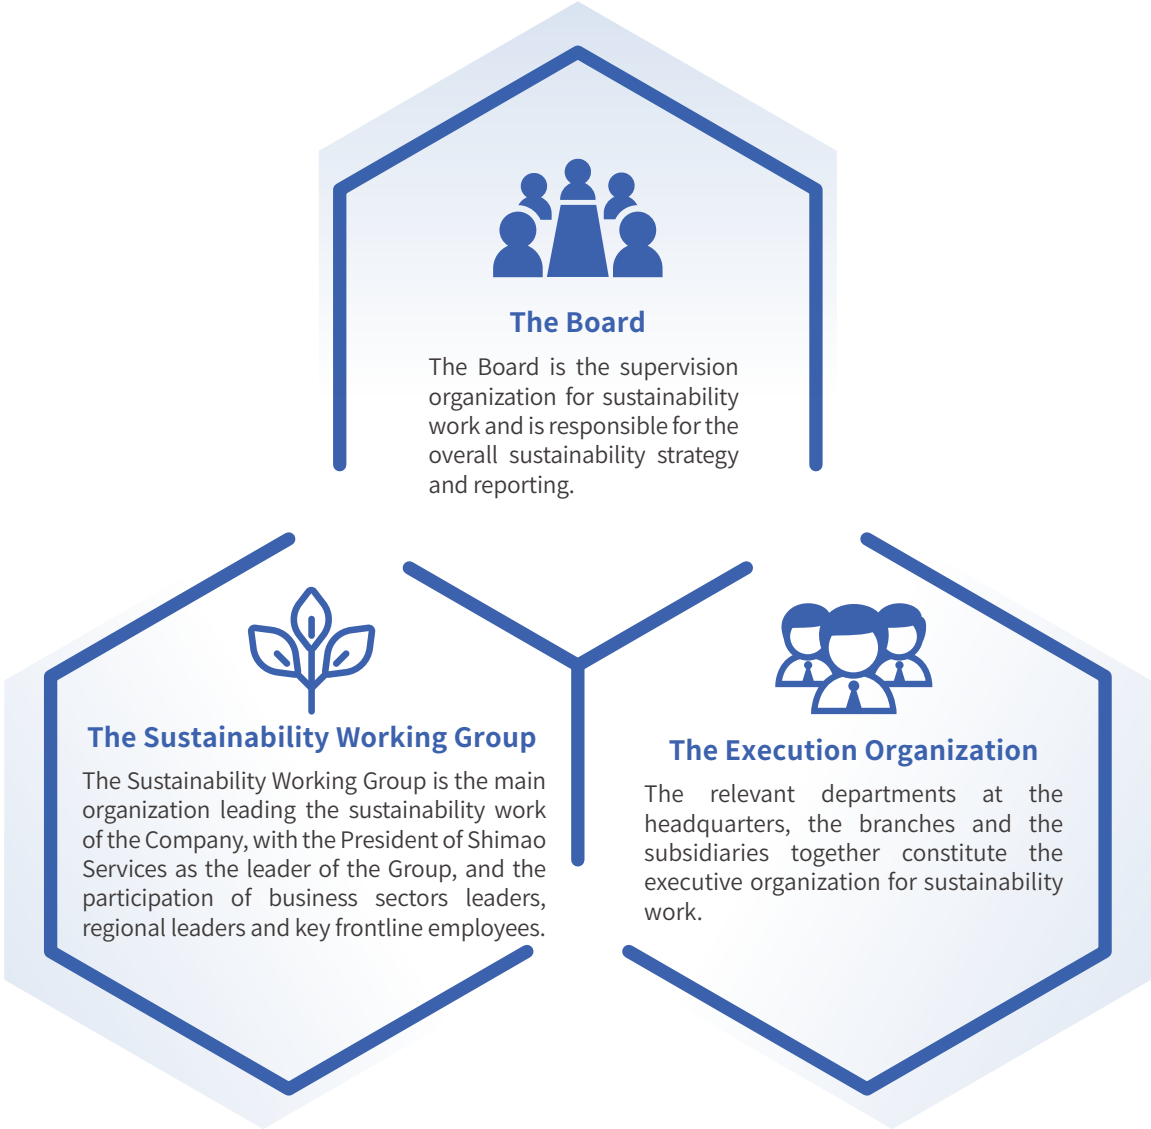 The Board
The Board is the supervision
organization for sustainability
work and is responsible for the
overall sustainability strategy
and reporting.
The Sustainability Working Group
The Sustainability Working Group is the main
organization leading the sustainability work
of the Company, with the President of Shimao
Services as the leader of the Group, and the
participation of business sectors leaders,
regional leaders and key frontline employees.
The Execution Organization
The relevant departments at the
headquarters, the branches and the
subsidiaries together constitute the
executive organization for sustainability
work.